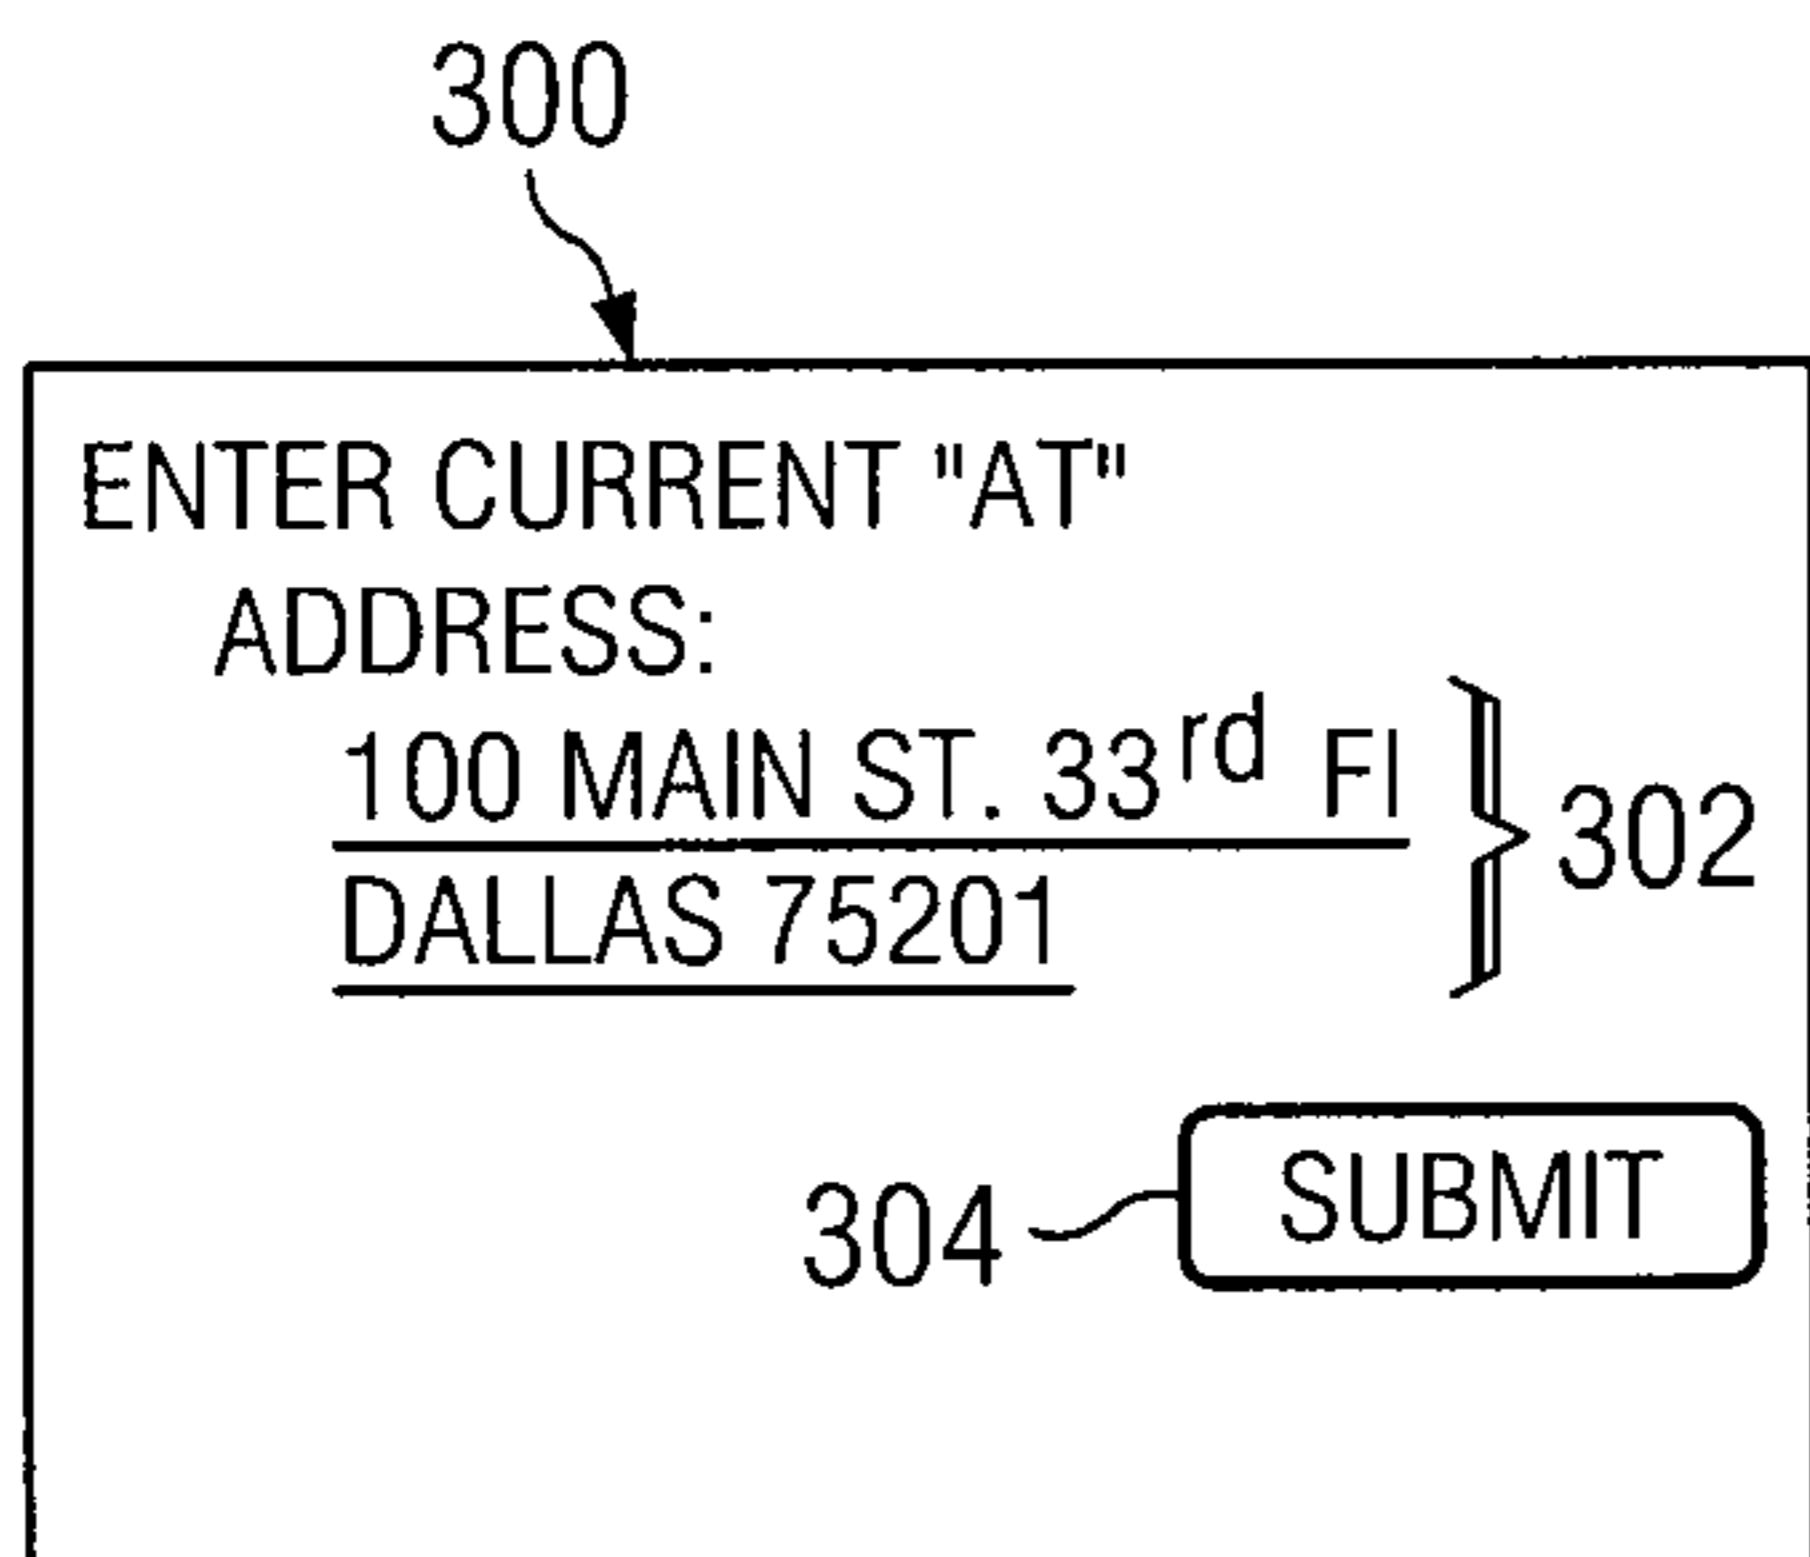 300
ENTER CURRENT "AT"
ADDRESS:
100 MAIN ST. 33rd Fl
DALLAS 75201
302
304
SUBMIT